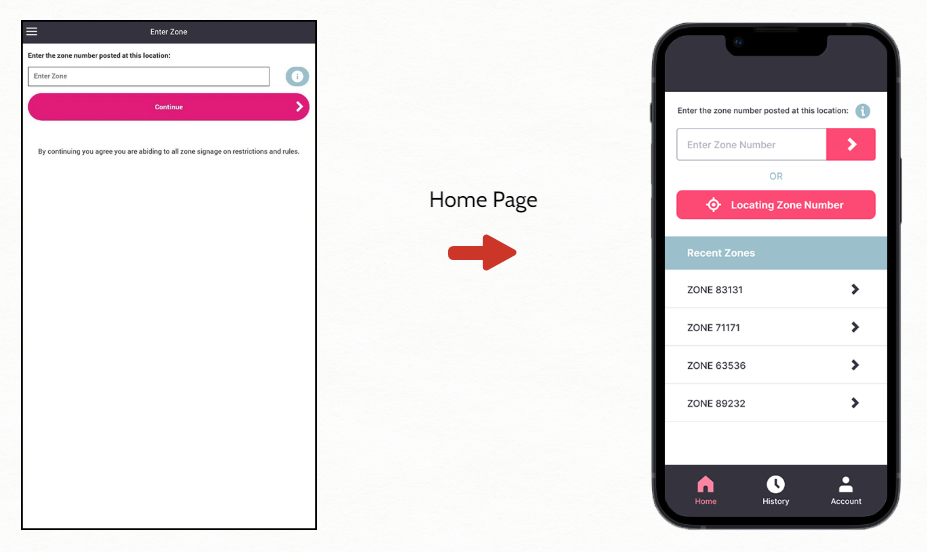 Enter Zone
Enter the zone number posted at this location:
Enter Zone
i
Continue
By continuing you agree you are abiding to all zone signage on restrictions and rules.
Home Page
Enter the zone number posted at this location:
i
Enter Zone Number
OR
Locating Zone Number
Recent Zones
ZONE 83131
ZONE 71171
ZONE 63536
ZONE 89232
Home
History
Account